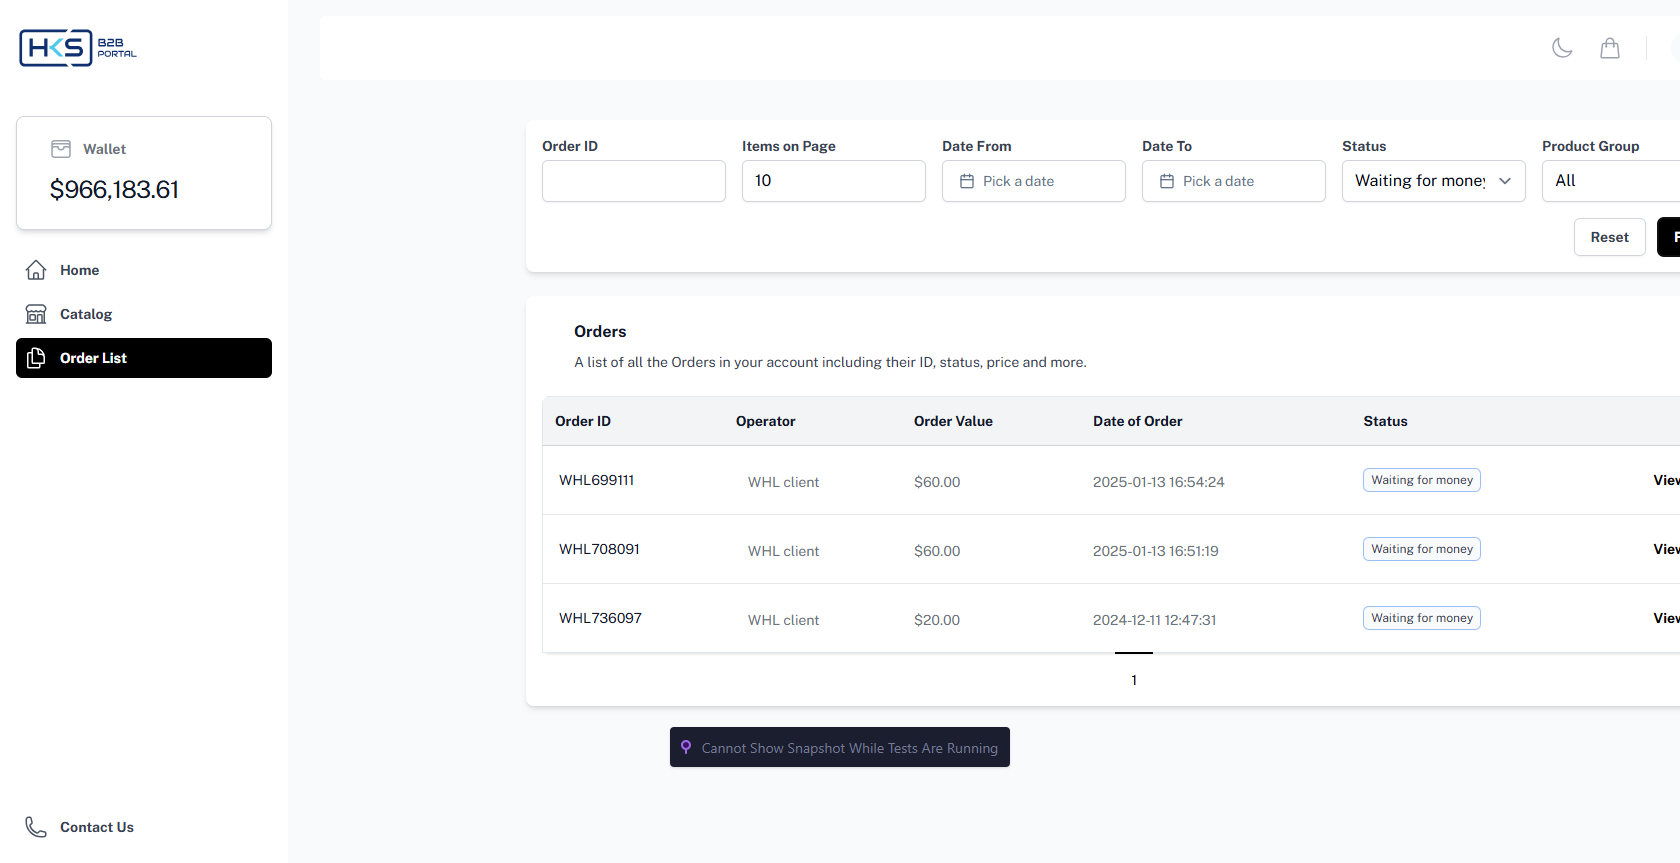 HKS B2B PORTAL
Wallet
$966,183.61
Home
Catalog
Order List
Contact Us
Order ID Items on Page Date From Date To Status Product Group
10 Pick a date Pick a date Waiting for money All
Reset F
Orders
A list of all the Orders in your account including their ID, status, price and more.
Order ID Operator Order Value Date of Order Status
WHL699111 WHL client $60.00 2025-01-13 16:54:24 Waiting for money View
WHL708091 WHL client $60.00 2025-01-13 16:51:19 Waiting for money View
WHL736097 WHL client $20.00 2024-12-11 12:47:31 Waiting for money View
1
Cannot Show Snapshot While Tests Are Running